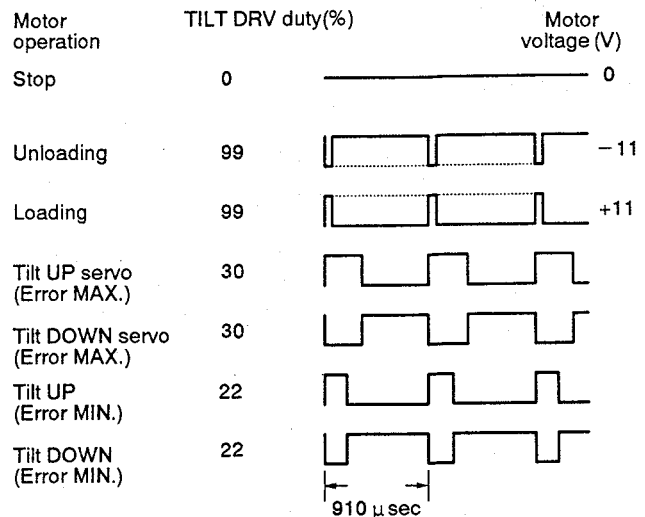 Motor operation TILT DRV duty(%) Motor voltage (V)
Stop 0 0
Unloading 99 −11
Loading 99 +11
Tilt UP servo 30
(Error MAX.)
Tilt DOWN servo 30
(Error MAX.)
Tilt UP 22
(Error MIN.)
Tilt DOWN 22
(Error MIN.)
910 μ sec